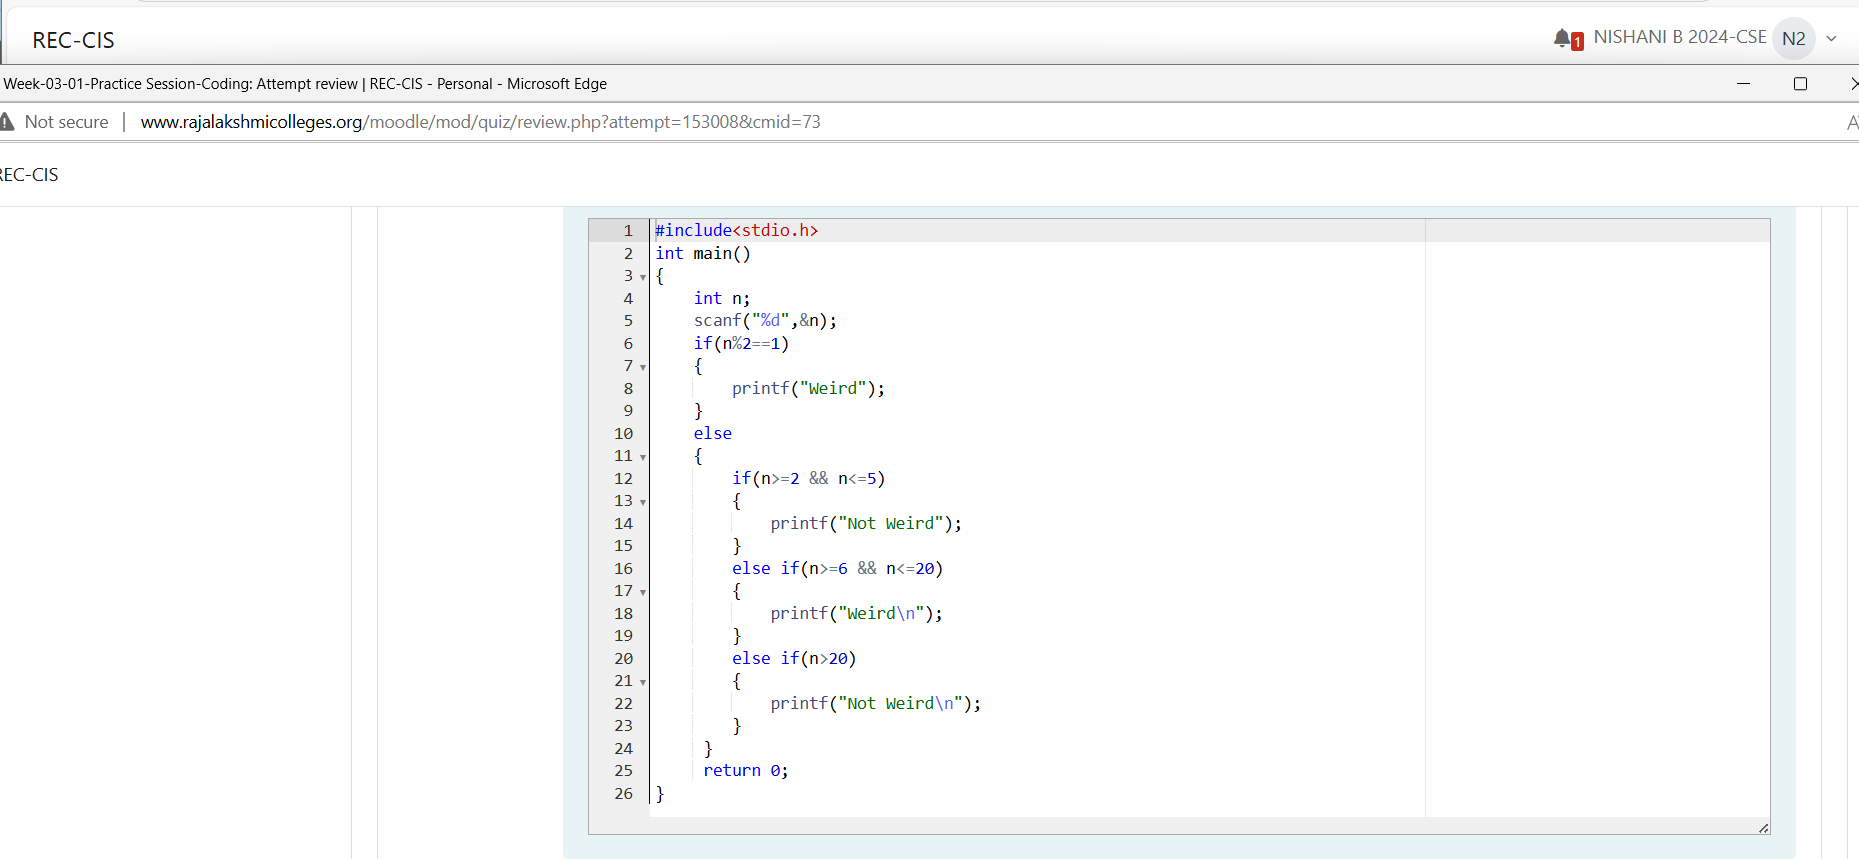 REC-CIS
1 NISHANI B 2024-CSE N2
Week-03-01-Practice Session-Coding: Attempt review | REC-CIS - Personal - Microsoft Edge
Not secure | www.rajalakshmicolleges.org/moodle/mod/quiz/review.php?attempt=153008&cmid=73
REC-CIS
1 #include<stdio.h>
2 int main()
3 {
4     int n;
5     scanf("%d",&n);
6     if(n%2==1)
7     {
8         printf("Weird");
9     }
10     else
11     {
12         if(n>=2 && n<=5)
13         {
14             printf("Not Weird");
15         }
16         else if(n>=6 && n<=20)
17         {
18             printf("Weird\n");
19         }
20         else if(n>20)
21         {
22             printf("Not Weird\n");
23         }
24      }
25      return 0;
26 }